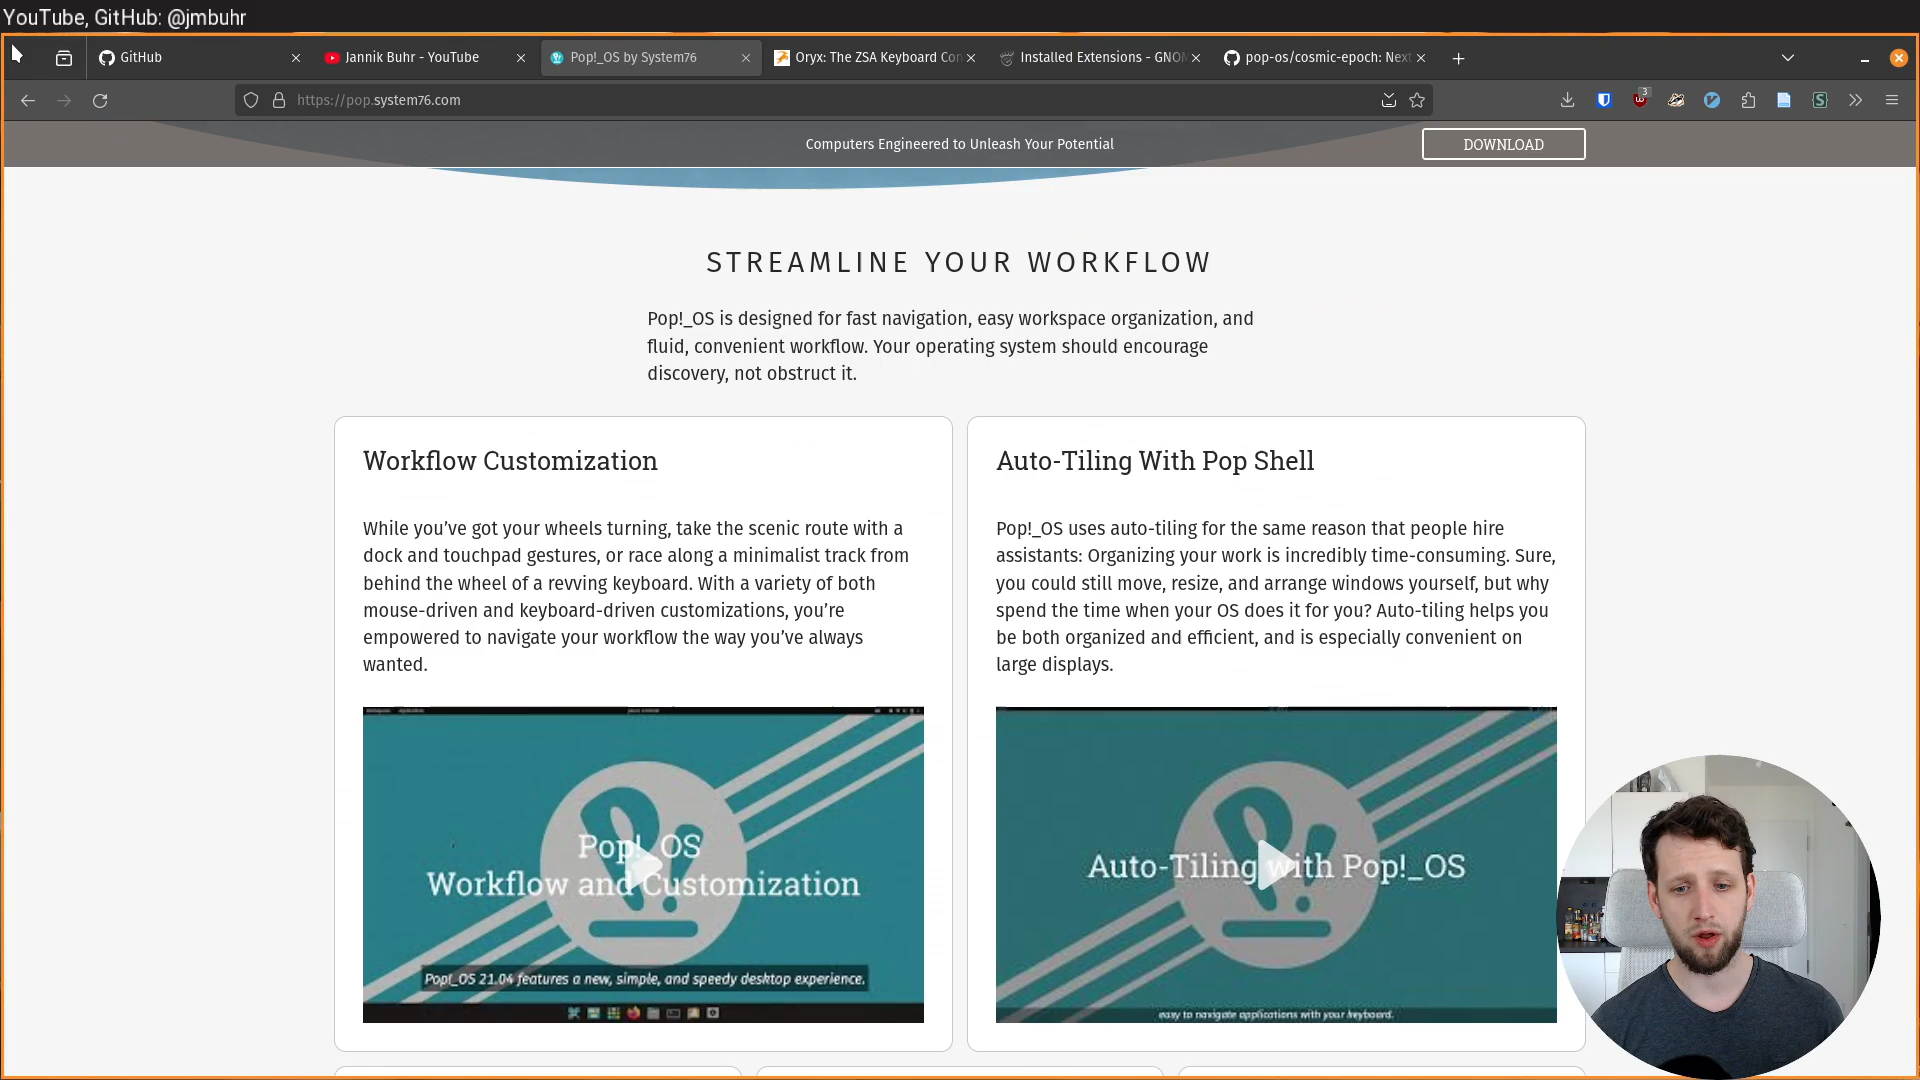 YouTube, GitHub: @jmbuhr
GitHub
Jannik Buhr - YouTube
Pop!_OS by System76
Oryx: The ZSA Keyboard Con
Installed Extensions - GNOM
pop-os/cosmic-epoch: Next
https://pop.system76.com
3
S
Computers Engineered to Unleash Your Potential
DOWNLOAD
STREAMLINE YOUR WORKFLOW
Pop!_OS is designed for fast navigation, easy workspace organization, and
fluid, convenient workflow. Your operating system should encourage
discovery, not obstruct it.
Workflow Customization
While you’ve got your wheels turning, take the scenic route with a
dock and touchpad gestures, or race along a minimalist track from
behind the wheel of a revving keyboard. With a variety of both
mouse-driven and keyboard-driven customizations, you’re
empowered to navigate your workflow the way you’ve always
wanted.
Pop!_OS
Workflow and Customization
Pop!_OS 21.04 features a new, simple, and speedy desktop experience.
Auto-Tiling With Pop Shell
Pop!_OS uses auto-tiling for the same reason that people hire
assistants: Organizing your work is incredibly time-consuming. Sure,
you could still move, resize, and arrange windows yourself, but why
spend the time when your OS does it for you? Auto-tiling helps you
be both organized and efficient, and is especially convenient on
large displays.
Auto-Tiling with Pop!_OS
easy to navigate applications with your keyboard.